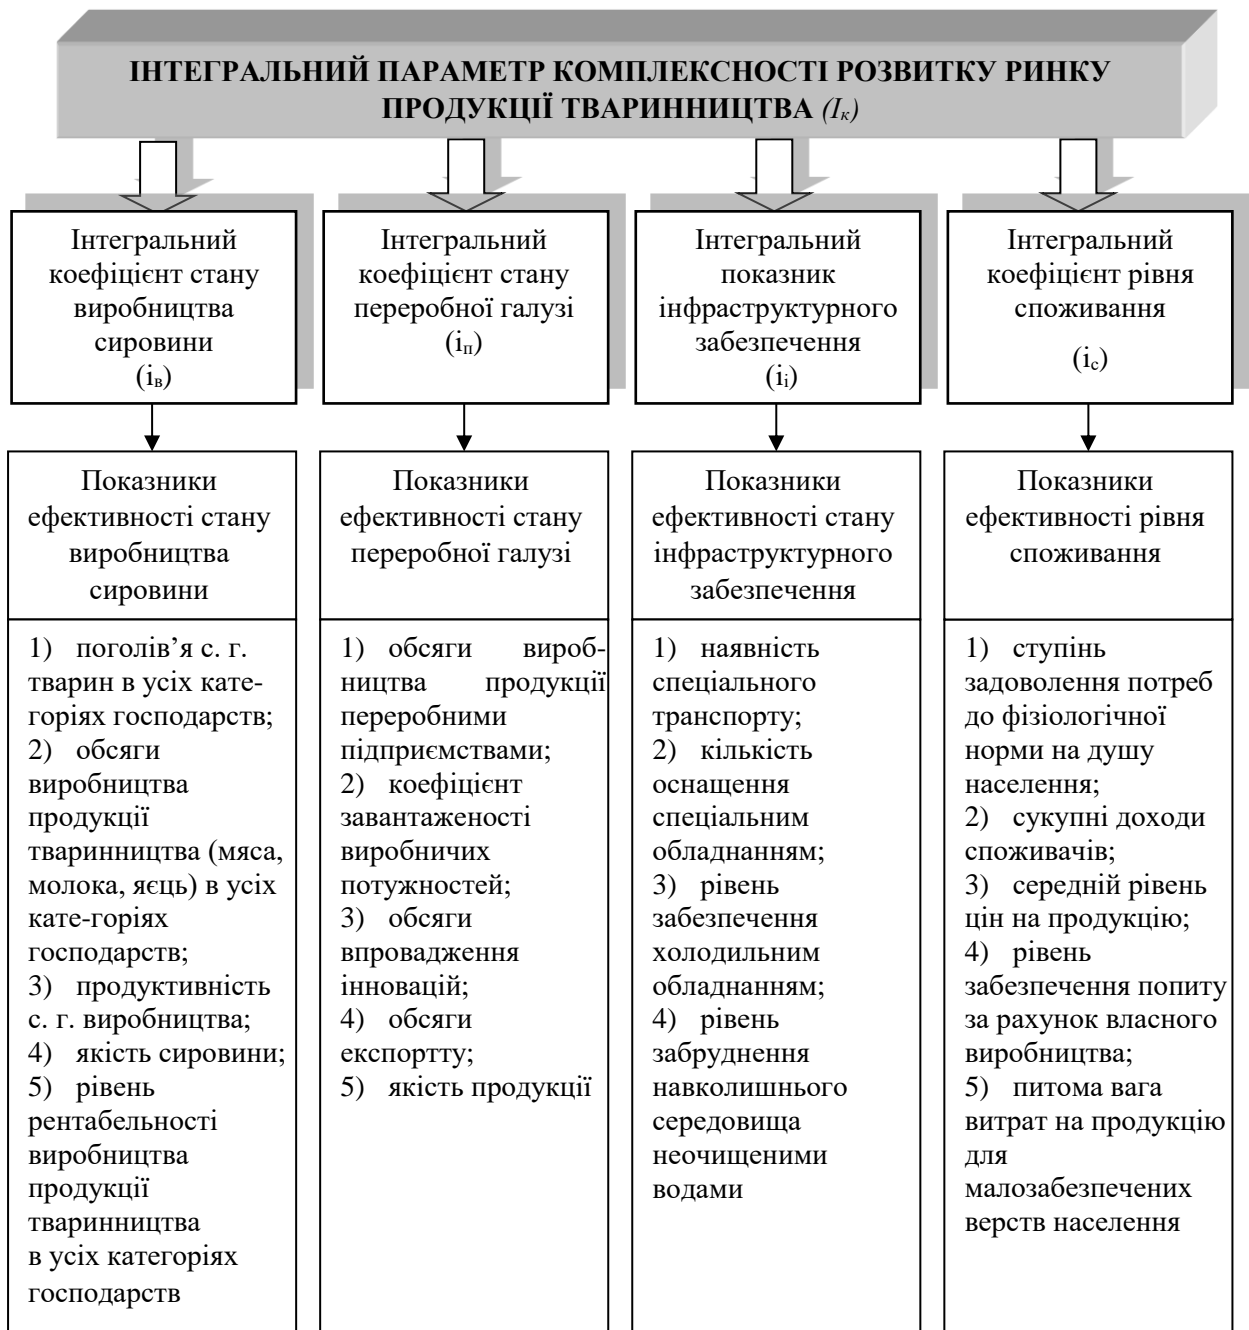 ІНТЕГРАЛЬНИЙ ПАРАМЕТР КОМПЛЕКСНОСТІ РОЗВИТКУ РИНКУ
ПРОДУКЦІЇ ТВАРИННИЦТВА (Iк)
Інтегральний
коефіцієнт стану
виробництва
сировини
(iв)
Інтегральний
коефіцієнт стану
переробної галузі
(iп)
Інтегральний
показник
інфраструктурного
забезпечення
(ii)
Інтегральний
коефіцієнт рівня
споживання
(ic)
Показники
ефективності стану
виробництва
сировини
1) поголів’я с. г.
тварин в усіх кате-
горіях господарств;
2) обсяги
виробництва
продукції
тваринництва (мяса,
молока, яєць) в усіх
кате-горіях
господарств;
3) продуктивність
с. г. виробництва;
4) якість сировини;
5) рівень
рентабельності
виробництва
продукції
тваринництва
в усіх категоріях
господарств
Показники
ефективності стану
переробної галузі
1) обсяги вироб-
ництва продукції
переробними
підприємствами;
2) коефіцієнт
завантаженості
виробничих
потужностей;
3) обсяги
впровадження
інновацій;
4) обсяги
експортту;
5) якість продукції
Показники
ефективності стану
інфраструктурного
забезпечення
1) наявність
спеціального
транспорту;
2) кількість
оснащення
спеціальним
обладнанням;
3) рівень
забезпечення
холодильним
обладнанням;
4) рівень
забруднення
навколишнього
середовища
неочищеними
водами
Показники
ефективності рівня
споживання
1) ступінь
задоволення потреб
до фізіологічної
норми на душу
населення;
2) сукупні доходи
споживачів;
3) середній рівень
цін на продукцію;
4) рівень
забезпечення попиту
за рахунок власного
виробництва;
5) питома вага
витрат на продукцію
для
малозабезпечених
верств населення